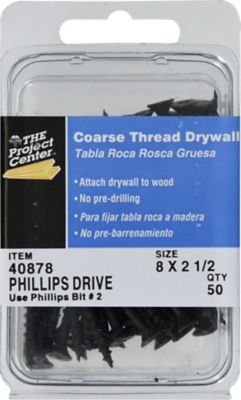 THE
Project
Center
Coarse Thread Drywall
Tabla Roca Rosca Gruesa
• Attach drywall to wood
• No pre-drilling
• Para fijar tabla roca a madera
• No pre-barrenamiento
ITEM
40878
PHILLIPS DRIVE
Use Phillips Bit # 2
SIZE
8 X 2 1/2
QTY
50